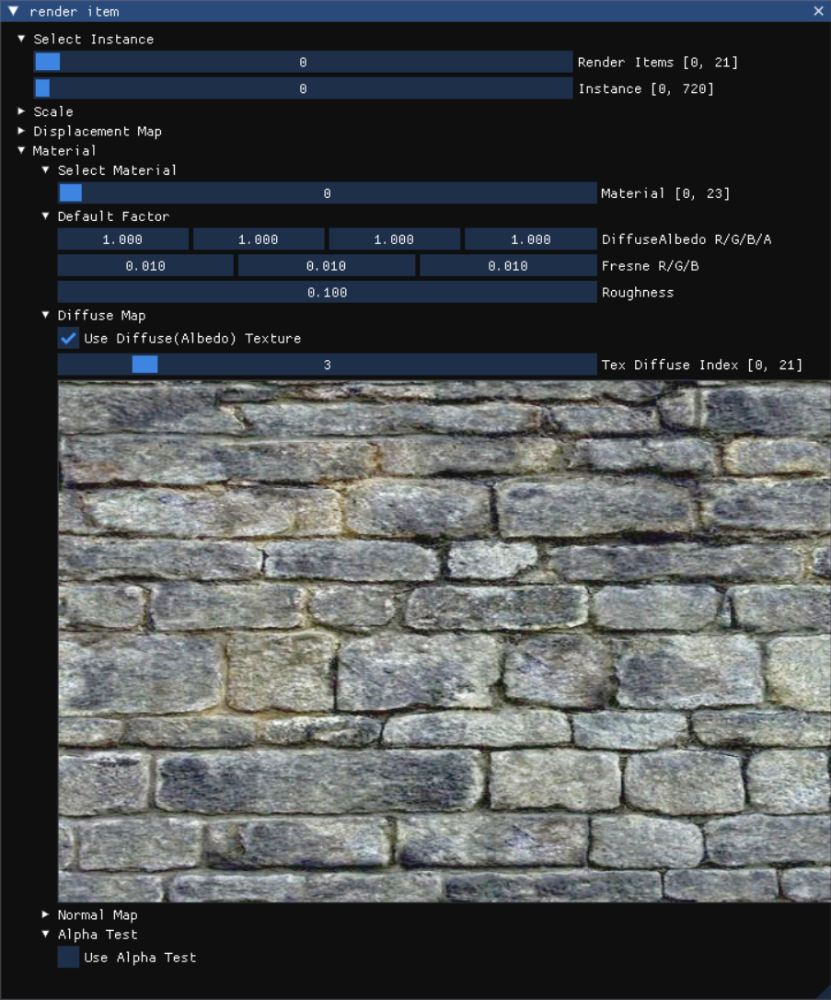 render item
Select Instance
0 Render Items [0, 21]
0 Instance [0, 720]
Scale
Displacement Map
Material
Select Material
0 Material [0, 23]
Default Factor
1.000 1.000 1.000 1.000 DiffuseAlbedo R/G/B/A
0.010 0.010 0.010 Fresne R/G/B
0.100 Roughness
Diffuse Map
Use Diffuse(Albedo) Texture
3 Tex Diffuse Index [0, 21]
Normal Map
Alpha Test
Use Alpha Test